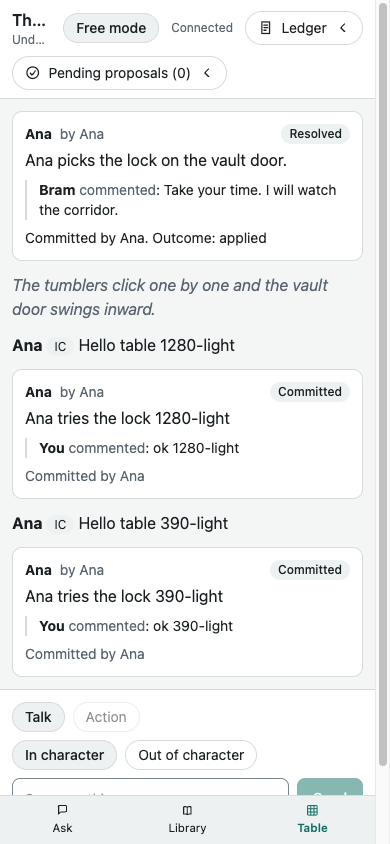 Th...
Und...
Free mode
Connected
Ledger
Pending proposals (0)
Ana by Ana
Resolved
Ana picks the lock on the vault door.
Bram commented: Take your time. I will watch
the corridor.
Committed by Ana. Outcome: applied
The tumblers click one by one and the vault
door swings inward.
Ana IC Hello table 1280-light
Ana by Ana
Committed
Ana tries the lock 1280-light
You commented: ok 1280-light
Committed by Ana
Ana IC Hello table 390-light
Ana by Ana
Committed
Ana tries the lock 390-light
You commented: ok 390-light
Committed by Ana
Talk
Action
In character
Out of character
Ask
Library
Table